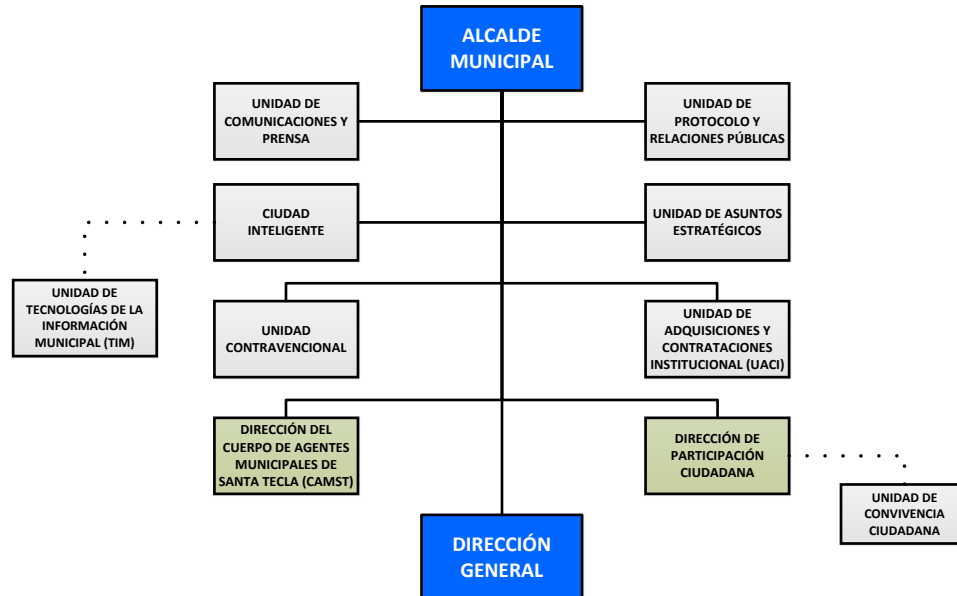 ALCALDE
MUNICIPAL
UNIDAD DE
COMUNICACIONES Y
PRENSA
UNIDAD DE
PROTOCOLO Y
RELACIONES PÚBLICAS
CIUDAD
INTELIGENTE
UNIDAD DE ASUNTOS
ESTRATÉGICOS
UNIDAD DE
TECNOLOGÍAS DE LA
INFORMACIÓN
MUNICIPAL (TIM)
UNIDAD
CONTRAVENCIONAL
UNIDAD DE
ADQUISICIONES Y
CONTRATACIONES
INSTITUCIONAL (UACI)
DIRECCIÓN DEL
CUERPO DE AGENTES
MUNICIPALES DE
SANTA TECLA (CAMST)
DIRECCIÓN DE
PARTICIPACIÓN
CIUDADANA
UNIDAD DE
CONVIVENCIA
CIUDADANA
DIRECCIÓN
GENERAL